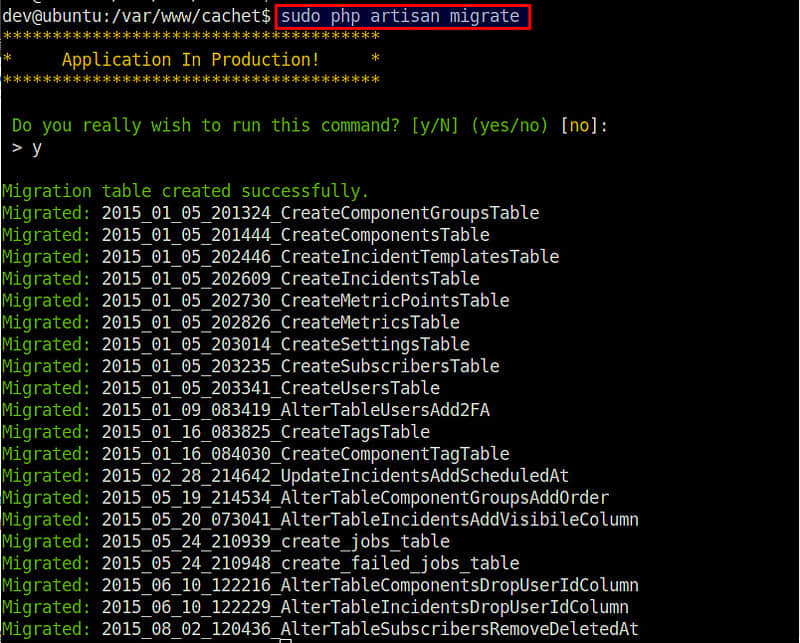 dev@ubuntu:/var/www/cachet$ sudo php artisan migrate
**************************************
*     Application In Production!     *
**************************************
Do you really wish to run this command? [y/N] (yes/no) [no]:
> y
Migration table created successfully.
Migrated: 2015_01_05_201324_CreateComponentGroupsTable
Migrated: 2015_01_05_201444_CreateComponentsTable
Migrated: 2015_01_05_202446_CreateIncidentTemplatesTable
Migrated: 2015_01_05_202609_CreateIncidentsTable
Migrated: 2015_01_05_202730_CreateMetricPointsTable
Migrated: 2015_01_05_202826_CreateMetricsTable
Migrated: 2015_01_05_203014_CreateSettingsTable
Migrated: 2015_01_05_203235_CreateSubscribersTable
Migrated: 2015_01_05_203341_CreateUsersTable
Migrated: 2015_01_09_083419_AlterTableUsersAdd2FA
Migrated: 2015_01_16_083825_CreateTagsTable
Migrated: 2015_01_16_084030_CreateComponentTagTable
Migrated: 2015_02_28_214642_UpdateIncidentsAddScheduledAt
Migrated: 2015_05_19_214534_AlterTableComponentGroupsAddOrder
Migrated: 2015_05_20_073041_AlterTableIncidentsAddVisibileColumn
Migrated: 2015_05_24_210939_create_jobs_table
Migrated: 2015_05_24_210948_create_failed_jobs_table
Migrated: 2015_06_10_122216_AlterTableComponentsDropUserIdColumn
Migrated: 2015_06_10_122229_AlterTableIncidentsDropUserIdColumn
Migrated: 2015_08_02_120436_AlterTableSubscribersRemoveDeletedAt